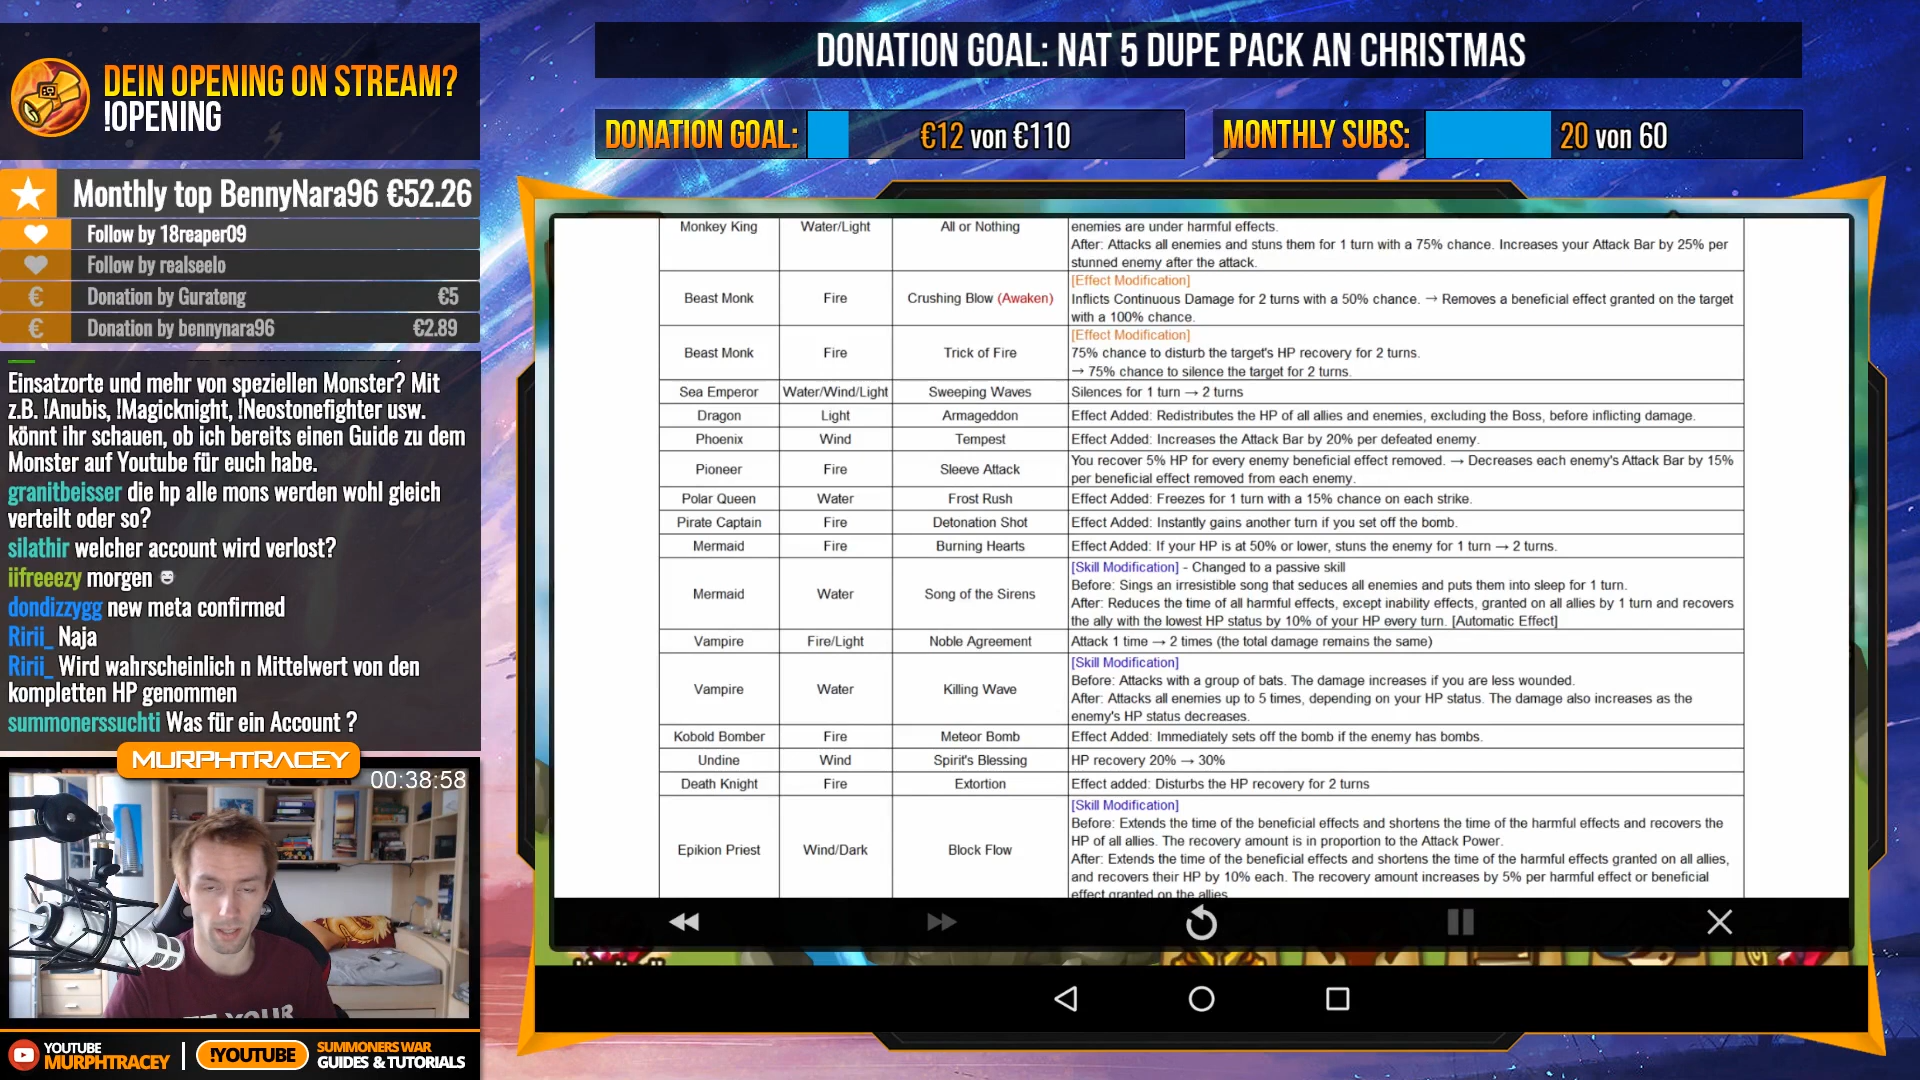 DEIN OPENING ON STREAM?
!OPENING
Monthly top BennyNara96 €52.26
Follow by 18reaper09
Follow by realseelo
Donation by Gurateng €5
Donation by bennynara96 €2.89
Einsatzorte und mehr von speziellen Monster? Mit
z.B. !Anubis, !Magicknight, !Neostonefighter usw.
könnt ihr schauen, ob ich bereits einen Guide zu dem
Monster auf Youtube für euch habe.
granitbeisser die hp alle mons werden wohl gleich
verteilt oder so?
silathir welcher account wird verlost?
iifreeezy morgen
dondizzygg new meta confirmed
Ririi_ Naja
Ririi_ Wird wahrscheinlich n Mittelwert von den
kompletten HP genommen
summonerssuchti Was für ein Account ?
MURPHTRACEY
00:38:58
YOUTUBE
MURPHTRACEY
!YOUTUBE
SUMMONERS WAR
GUIDES & TUTORIALS
DONATION GOAL: NAT 5 DUPE PACK AN CHRISTMAS
DONATION GOAL: €12 von €110
MONTHLY SUBS: 20 von 60
Monkey King Water/Light All or Nothing
enemies are under harmful effects.
After: Attacks all enemies and stuns them for 1 turn with a 75% chance. Increases your Attack Bar by 25% per
stunned enemy after the attack.
Beast Monk Fire Crushing Blow (Awaken)
[Effect Modification]
Inflicts Continuous Damage for 2 turns with a 50% chance. → Removes a beneficial effect granted on the target
with a 100% chance.
Beast Monk Fire Trick of Fire
[Effect Modification]
75% chance to disturb the target's HP recovery for 2 turns.
→ 75% chance to silence the target for 2 turns.
Sea Emperor Water/Wind/Light Sweeping Waves Silences for 1 turn → 2 turns
Dragon Light Armageddon Effect Added: Redistributes the HP of all allies and enemies, excluding the Boss, before inflicting damage.
Phoenix Wind Tempest Effect Added: Increases the Attack Bar by 20% per defeated enemy.
Pioneer Fire Sleeve Attack
You recover 5% HP for every enemy beneficial effect removed. → Decreases each enemy's Attack Bar by 15%
per beneficial effect removed from each enemy.
Polar Queen Water Frost Rush Effect Added: Freezes for 1 turn with a 15% chance on each strike.
Pirate Captain Fire Detonation Shot Effect Added: Instantly gains another turn if you set off the bomb.
Mermaid Fire Burning Hearts Effect Added: If your HP is at 50% or lower, stuns the enemy for 1 turn → 2 turns.
Mermaid Water Song of the Sirens
[Skill Modification] - Changed to a passive skill
Before: Sings an irresistible song that seduces all enemies and puts them into sleep for 1 turn.
After: Reduces the time of all harmful effects, except inability effects, granted on all allies by 1 turn and recovers
the ally with the lowest HP status by 10% of your HP every turn. [Automatic Effect]
Vampire Fire/Light Noble Agreement Attack 1 time → 2 times (the total damage remains the same)
Vampire Water Killing Wave
[Skill Modification]
Before: Attacks with a group of bats. The damage increases if you are less wounded.
After: Attacks all enemies up to 5 times, depending on your HP status. The damage also increases as the
enemy's HP status decreases.
Kobold Bomber Fire Meteor Bomb Effect Added: Immediately sets off the bomb if the enemy has bombs.
Undine Wind Spirit's Blessing HP recovery 20% → 30%
Death Knight Fire Extortion Effect added: Disturbs the HP recovery for 2 turns
Epikion Priest Wind/Dark Block Flow
[Skill Modification]
Before: Extends the time of the beneficial effects and shortens the time of the harmful effects and recovers the
HP of all allies. The recovery amount is in proportion to the Attack Power.
After: Extends the time of the beneficial effects and shortens the time of the harmful effects granted on all allies,
and recovers their HP by 10% each. The recovery amount increases by 5% per harmful effect or beneficial
effect granted on the allies.